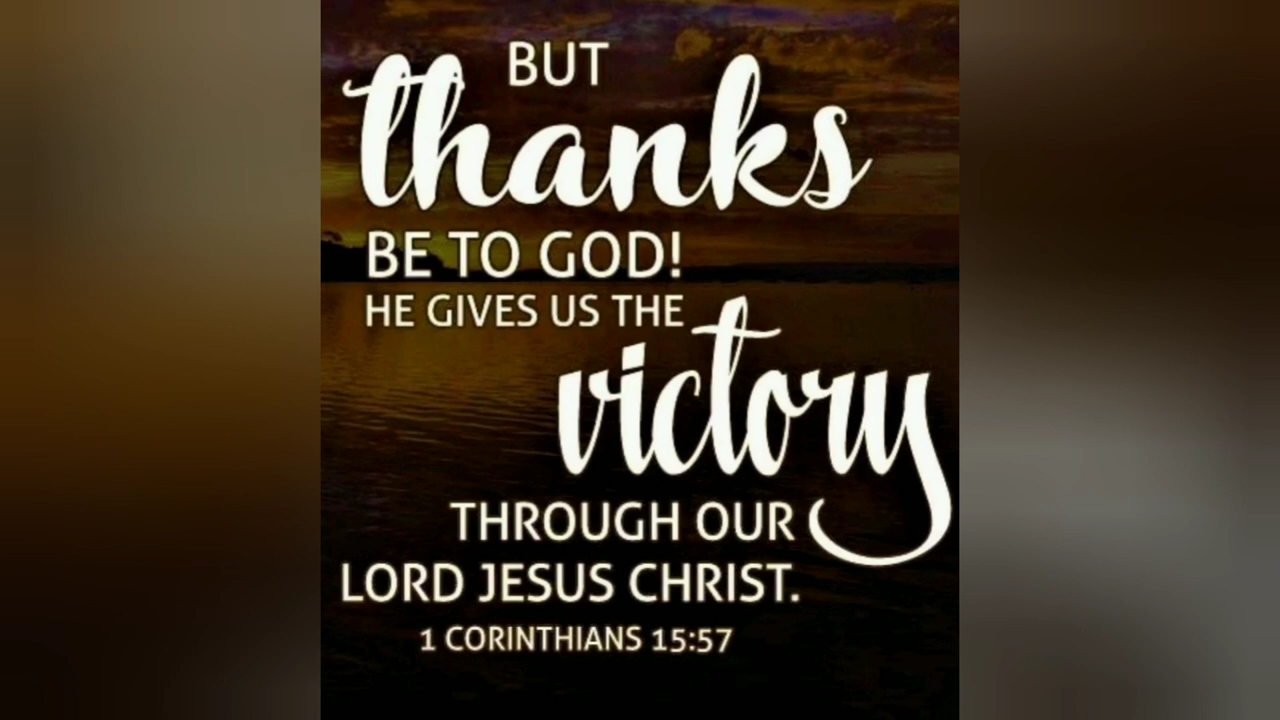 BUT
thanks
BE TO GOD!
HE GIVES US THE
victory
THROUGH OUR
LORD JESUS CHRIST.
1 CORINTHIANS 15:57